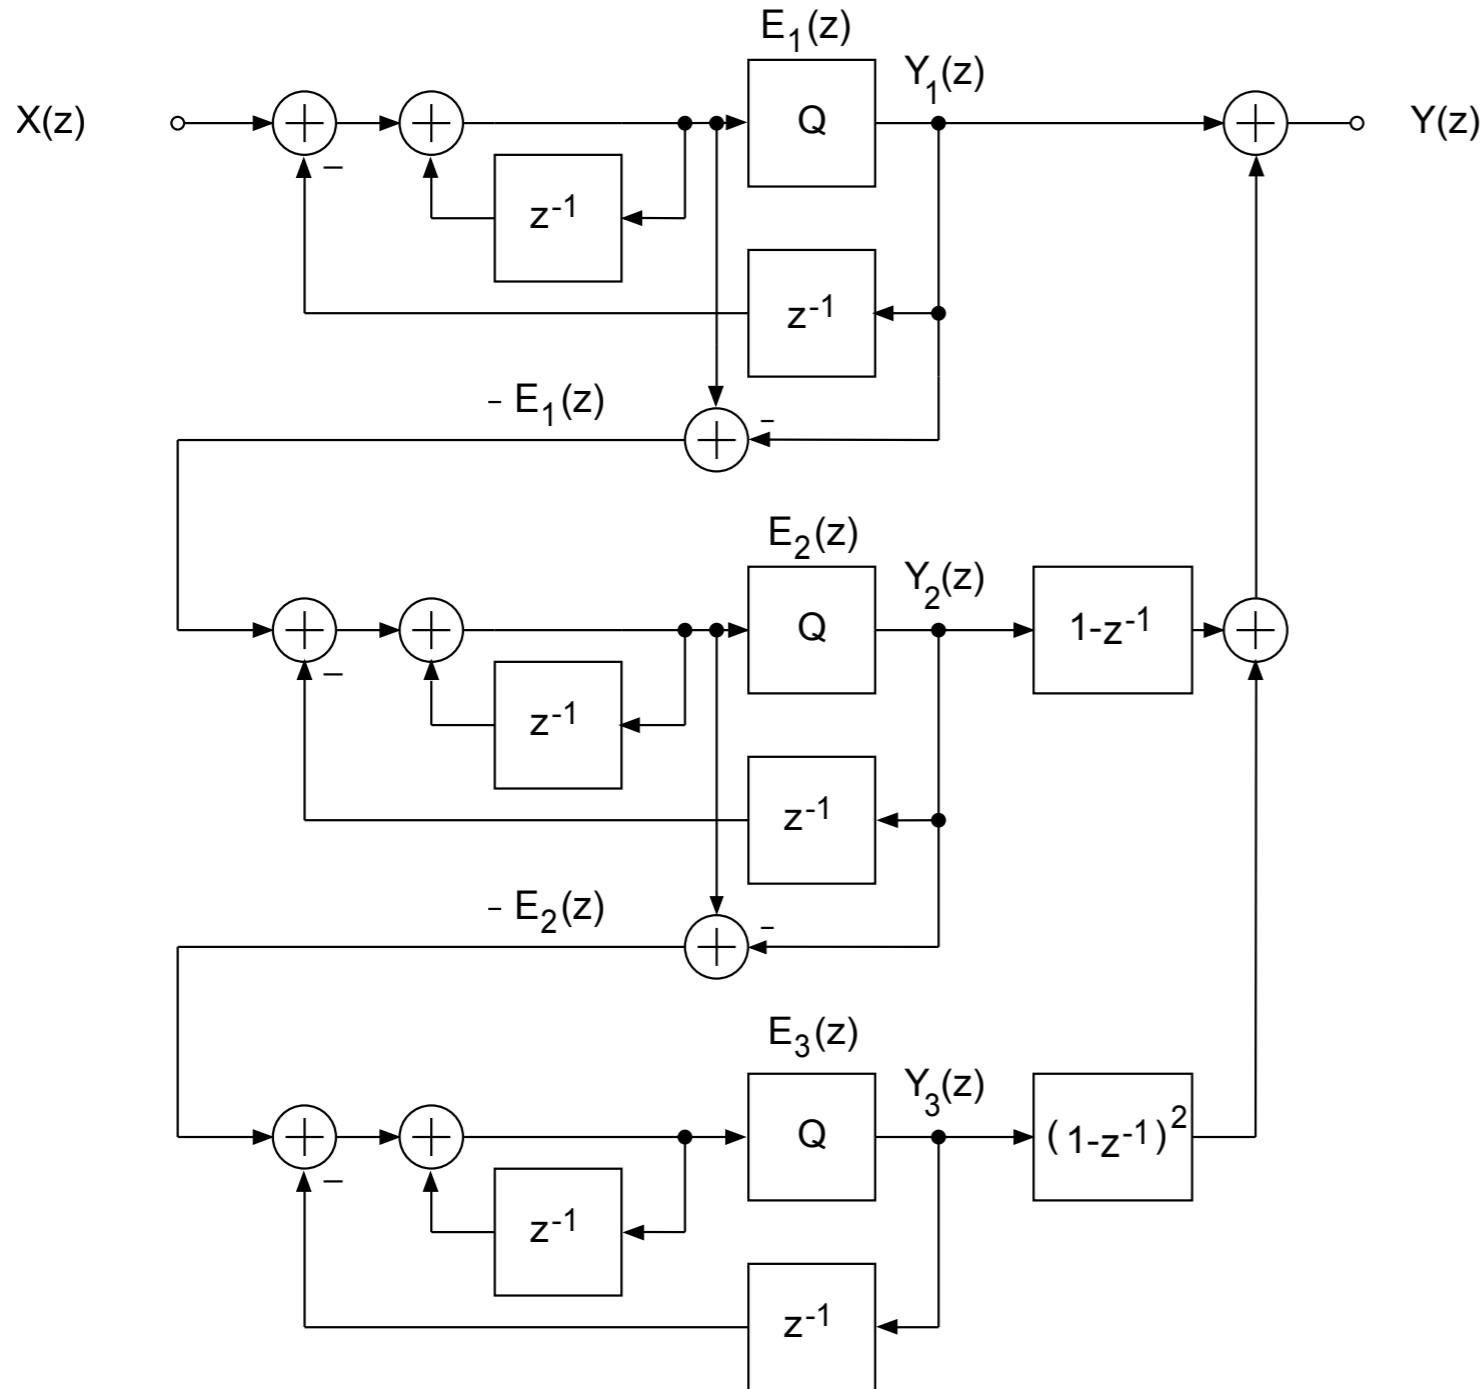 E₁(z)
X(z) – Q Y₁(z) Y(z)
z⁻¹
z⁻¹
– E₁(z) –
E₂(z)
– Q Y₂(z) 1-z⁻¹
z⁻¹
z⁻¹
– E₂(z) –
E₃(z)
– Q Y₃(z) (1-z⁻¹)²
z⁻¹
z⁻¹